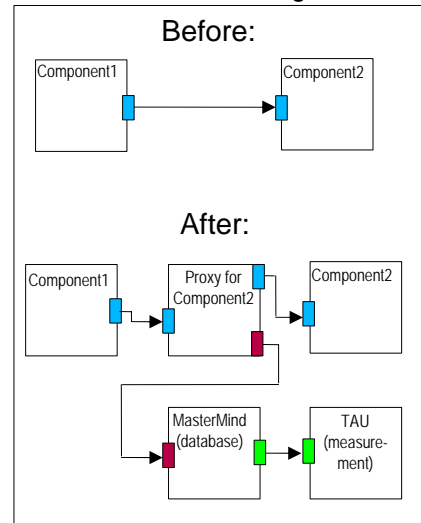 Before:
Component1
Component2
After:
Component1
Proxy for
Component2
Component2
MasterMind
(database)
TAU
(measure-
ment)